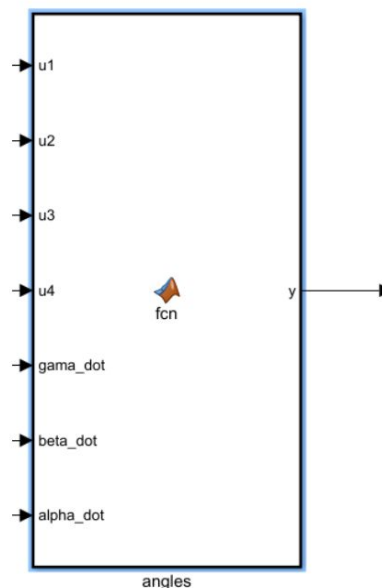 u1
u2
u3
u4
fcn
y
gama_dot
beta_dot
alpha_dot
angles